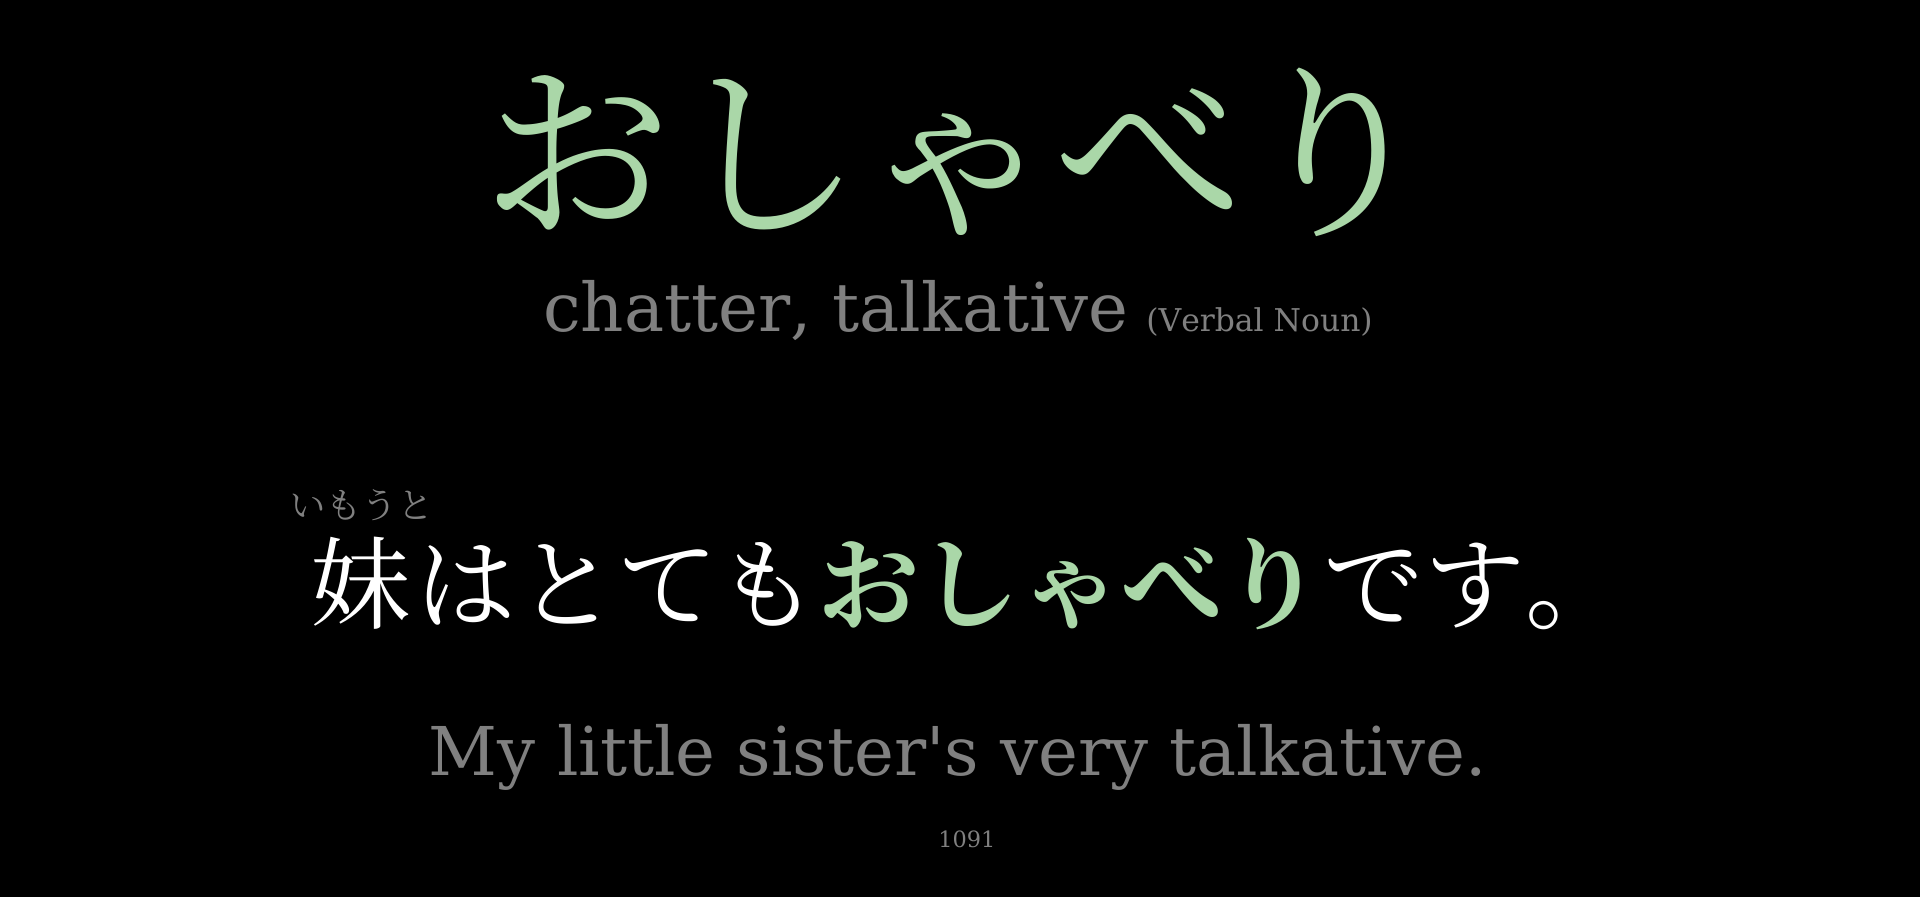 おしゃべり
chatter, talkative (Verbal Noun)
いもうと
妹はとてもおしゃべりです。
My little sister's very talkative.
1091